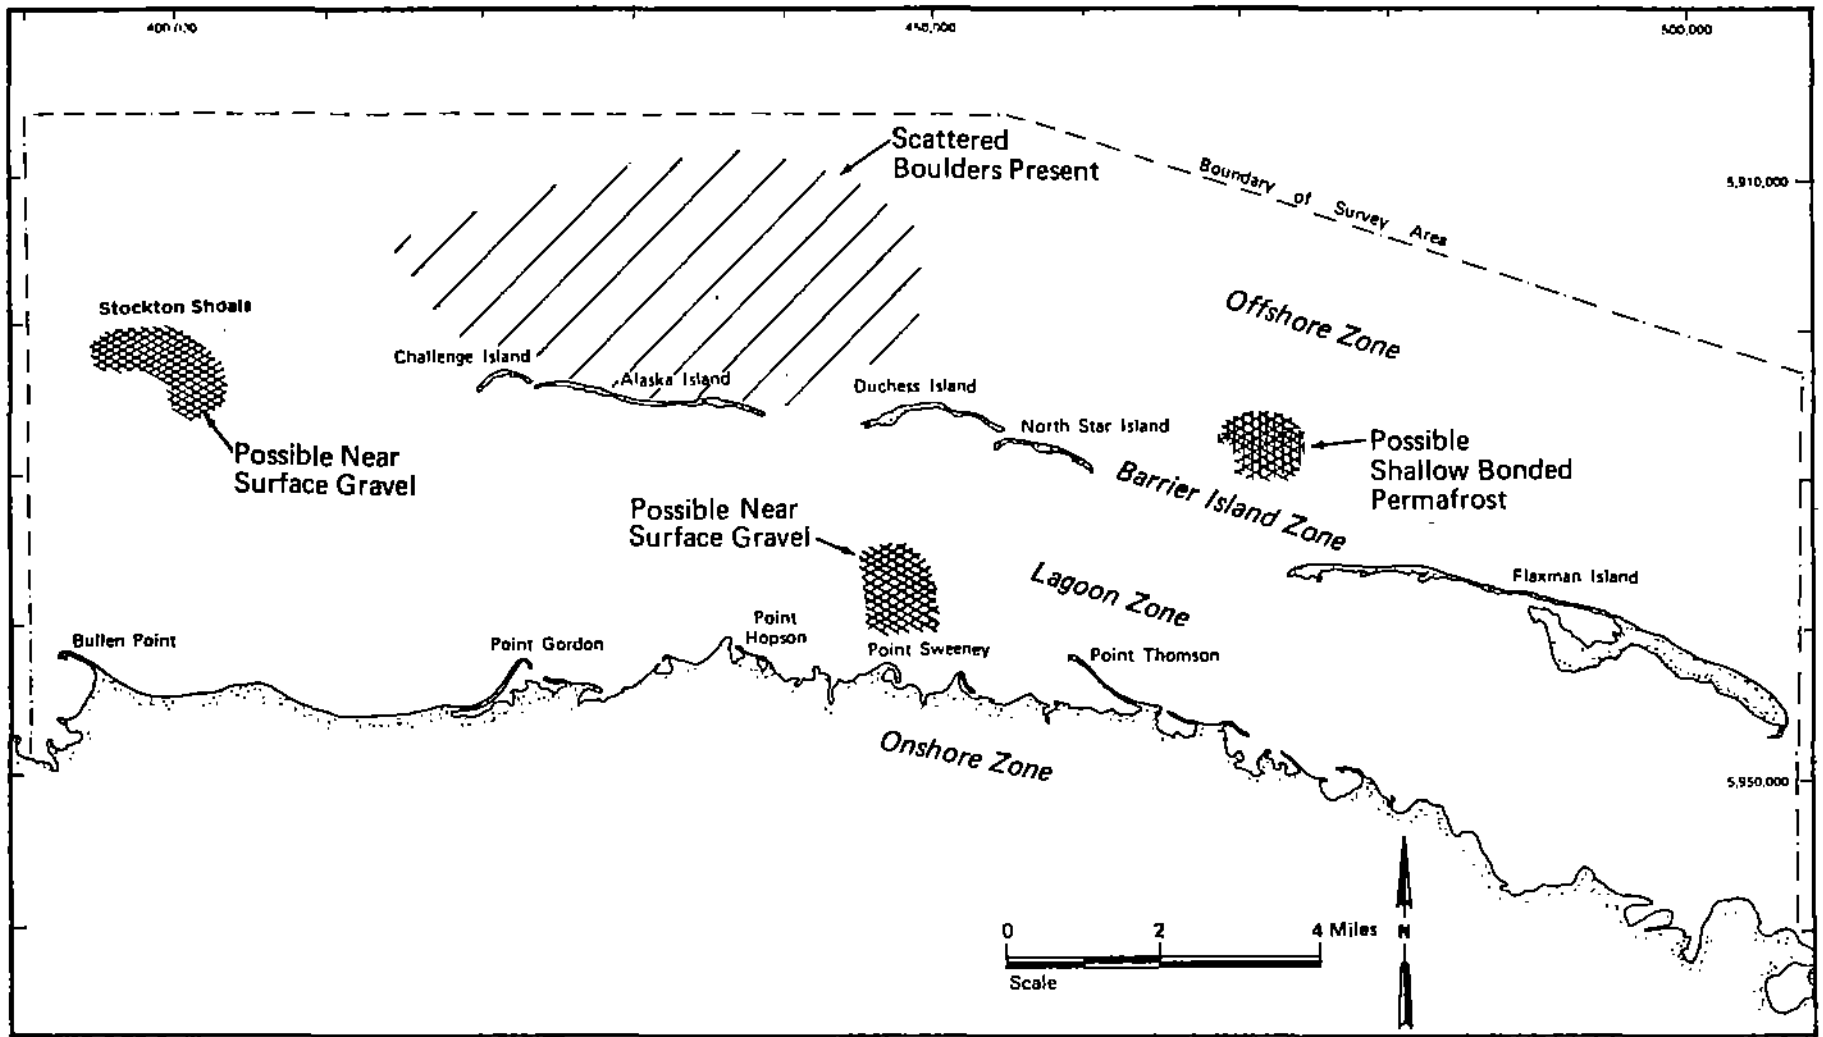 400,000
450,000
500,000
Scattered
Boulders Present
Boundary of Survey Area
5,910,000
Stockton Shoals
Offshore Zone
Challenge Island
Alaska Island
Duchess Island
North Star Island
Possible
Shallow Bonded
Permafrost
Possible Near
Surface Gravel
Barrier Island Zone
Possible Near
Surface Gravel
Lagoon Zone
Flaxman Island
Bullen Point
Point Gordon
Point
Hopson
Point Sweeney
Point Thomson
Onshore Zone
5,950,000
0 2 4 Miles
N
Scale